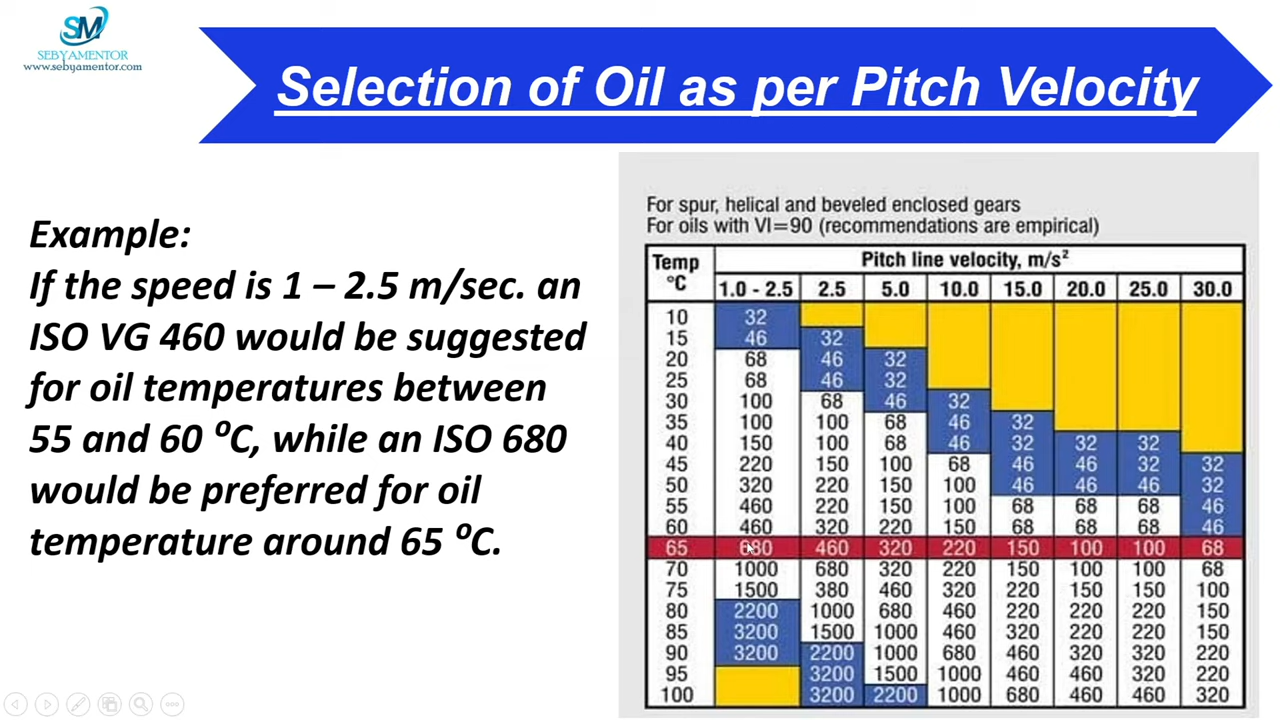 SM
SEBYAMENTOR
www.sebyamentor.com
Selection of Oil as per Pitch Velocity
Example:
If the speed is 1 – 2.5 m/sec. an
ISO VG 460 would be suggested
for oil temperatures between
55 and 60 ⁰C, while an ISO 680
would be preferred for oil
temperature around 65 ⁰C.
For spur, helical and beveled enclosed gears
For oils with VI=90 (recommendations are empirical)
Temp °C Pitch line velocity, m/s²
1.0 - 2.5 2.5 5.0 10.0 15.0 20.0 25.0 30.0
10 32
15 46 32
20 68 46 32
25 68 46 32
30 100 68 46 32
35 100 100 68 46 32
40 150 100 68 46 32 32 32
45 220 150 100 68 46 46 32 32
50 320 220 150 100 46 46 46 32
55 460 220 150 100 68 68 68 46
60 460 320 220 150 68 68 68 46
65 680 460 320 220 150 100 100 68
70 1000 680 320 220 150 100 100 68
75 1500 380 460 320 220 150 150 100
80 2200 1000 680 460 220 220 220 150
85 3200 1500 1000 460 320 220 220 150
90 3200 2200 1000 680 460 320 320 220
95 3200 1500 1000 460 460 320 220
100 3200 2200 1000 680 460 460 320